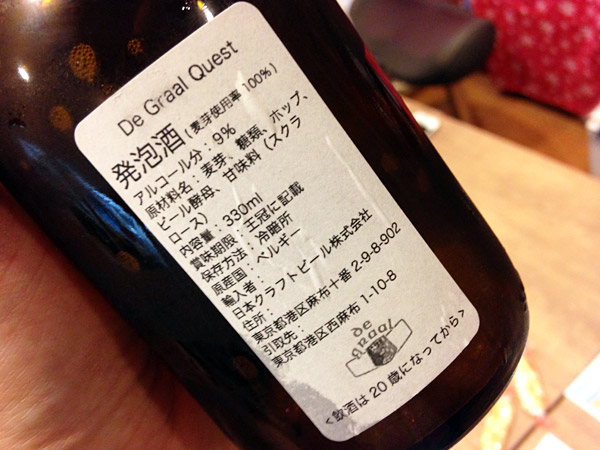 De Graal Quest
発泡酒(麦芽使用率 100%)
アルコール分：9%
原材料名：麦芽、糖類、ホップ、
ビール酵母、甘味料（スクラ
ロース）
内容量：330ml
賞味期限：王冠に記載
保存方法：冷暗所
原産国：ベルギー
輸入者：
日本クラフトビール株式会社
住所：
東京都港区麻布十番 2-9-8-902
引取先：
東京都港区西麻布 1-10-8
de
Graal
<飲酒は20歳になってから>